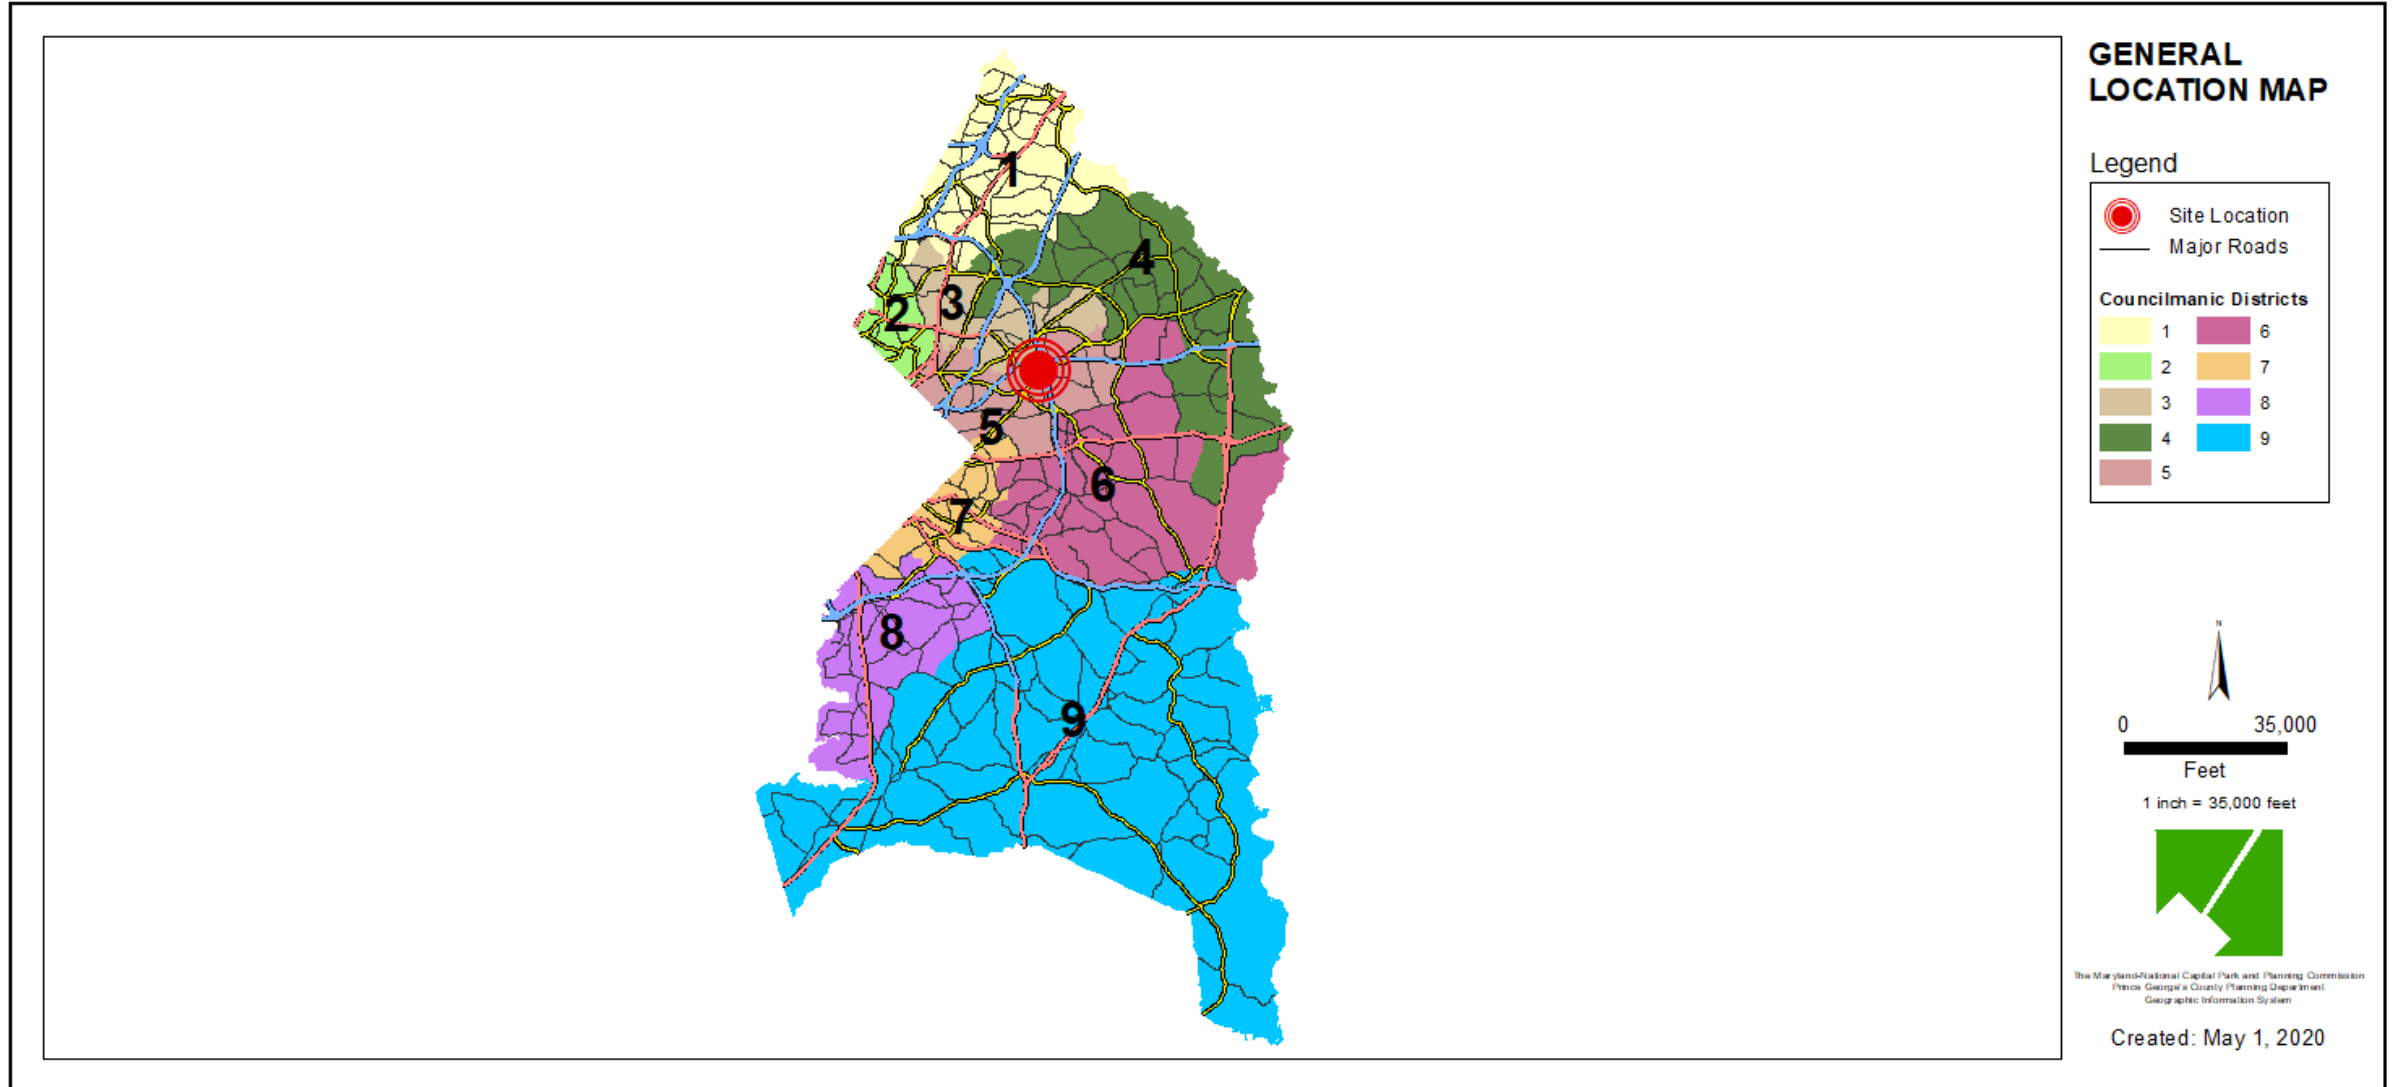 GENERAL
LOCATION MAP
Legend
Site Location
Major Roads
Councilmanic Districts
1 6
2 7
3 8
4 9
5
1
4
3
2
5
6
7
8
9
N
0 35,000
Feet
1 inch = 35,000 feet
The Maryland-National Capital Park and Planning Commission
Prince George's County Planning Department
Geographic Information System
Created: May 1, 2020